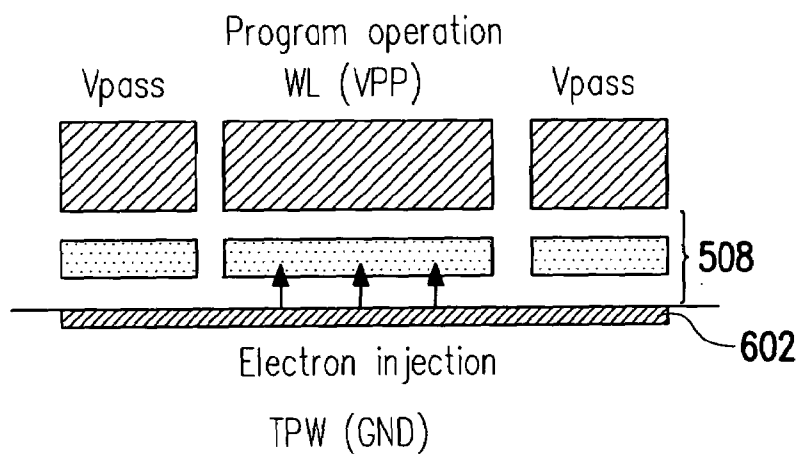 Program operation
Vpass WL (VPP) Vpass
508
602
Electron injection
TPW (GND)